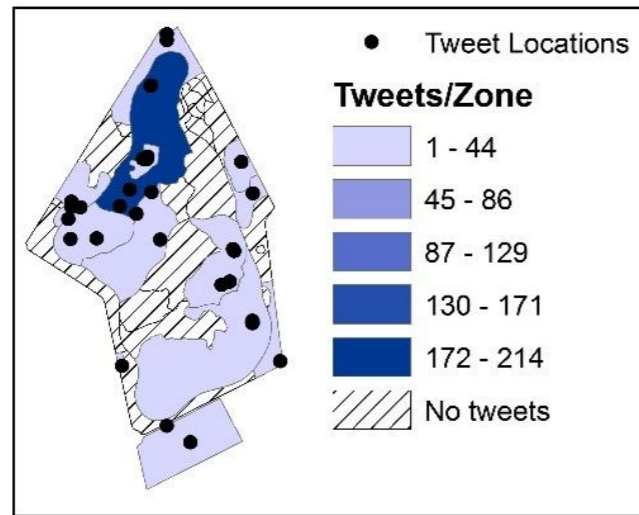 Tweet Locations
Tweets/Zone
1 - 44
45 - 86
87 - 129
130 - 171
172 - 214
No tweets